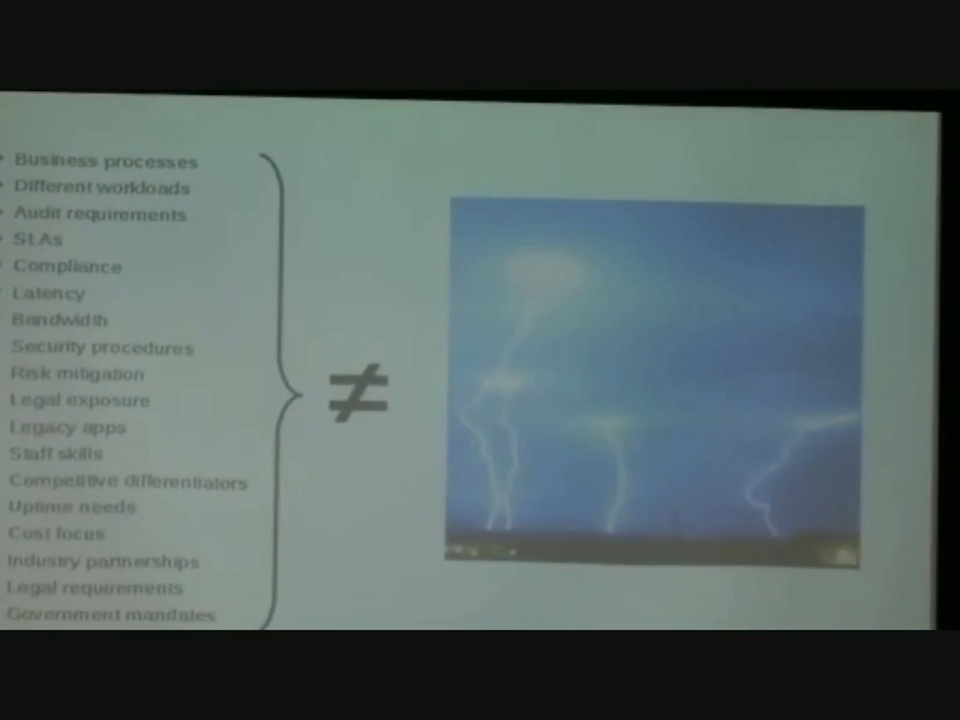 • Business processes
• Different workloads
• Audit requirements
• SLAs
• Compliance
Latency
Bandwidth
Security procedures
Risk mitigation
Legal exposure
Legacy apps
Staff skills
Competitive differentiators
Uptime needs
Cost focus
Industry partnerships
Legal requirements
Government mandates
≠